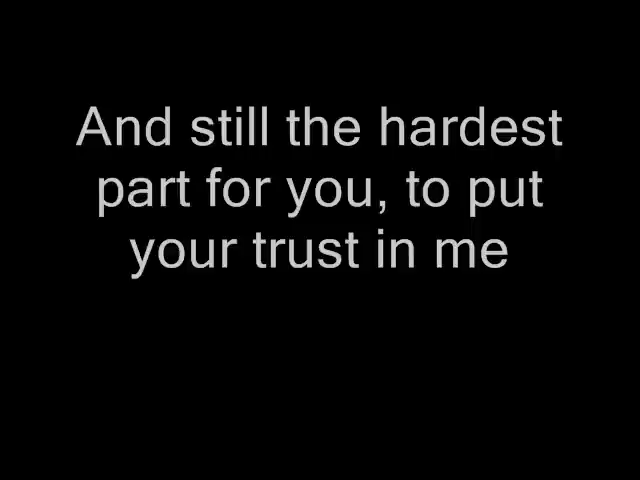 And still the hardest
part for you, to put
your trust in me